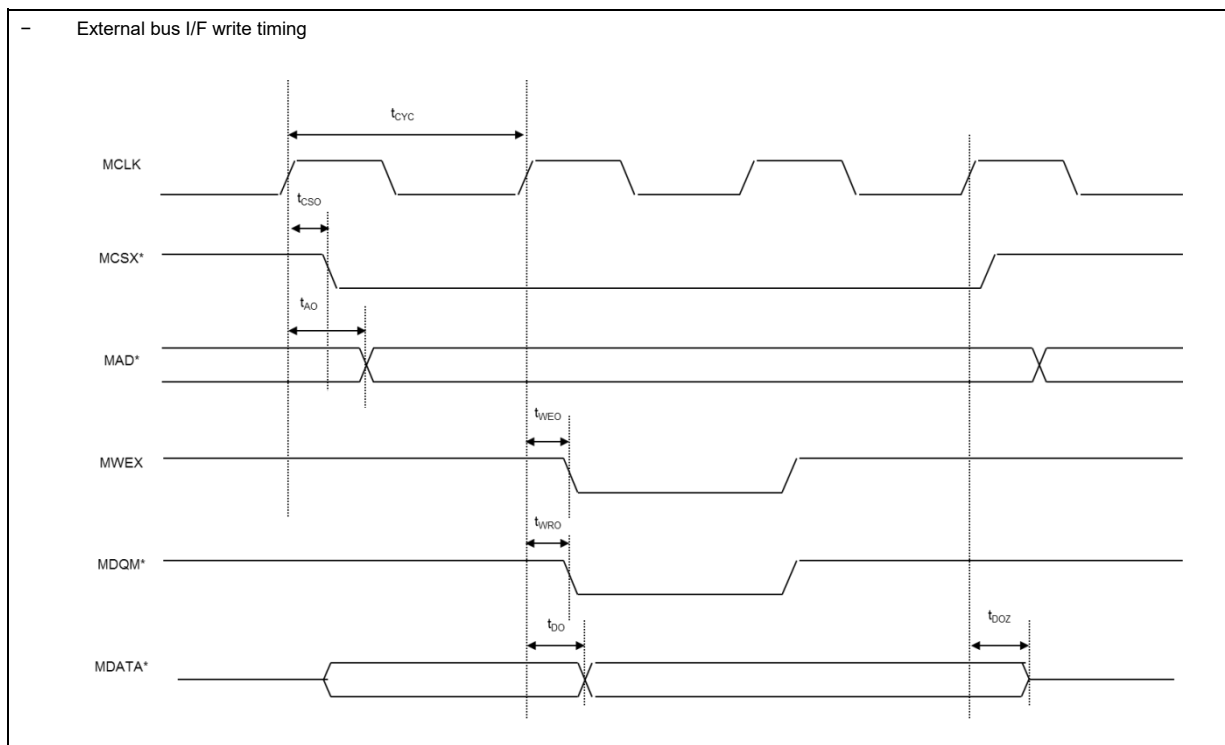 – External bus I/F write timing
tCYC
MCLK
tCSO
MCSX*
tAO
MAD*
tWEO
MWEX
tWRO
MDQM*
tDO
tDOZ
MDATA*